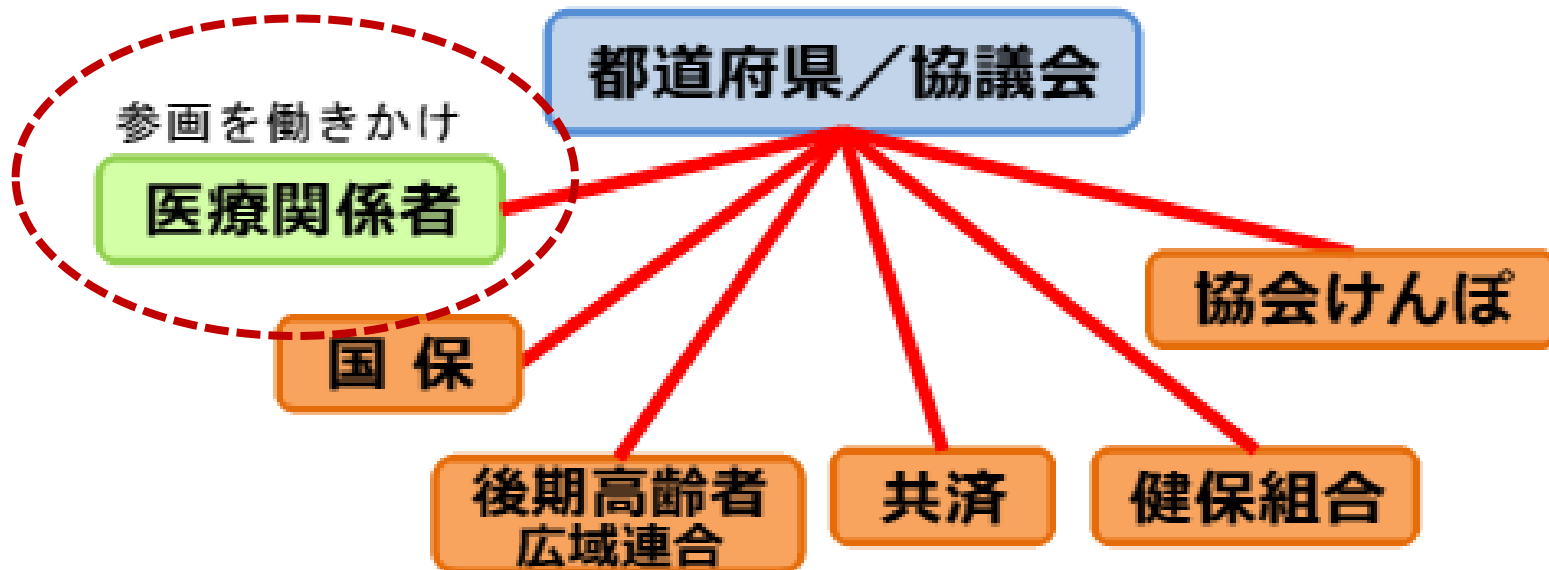 都道府県／協議会
参画を働きかけ
医療関係者
協会けんぽ
国 保
後期高齢者
広域連合
共済
健保組合